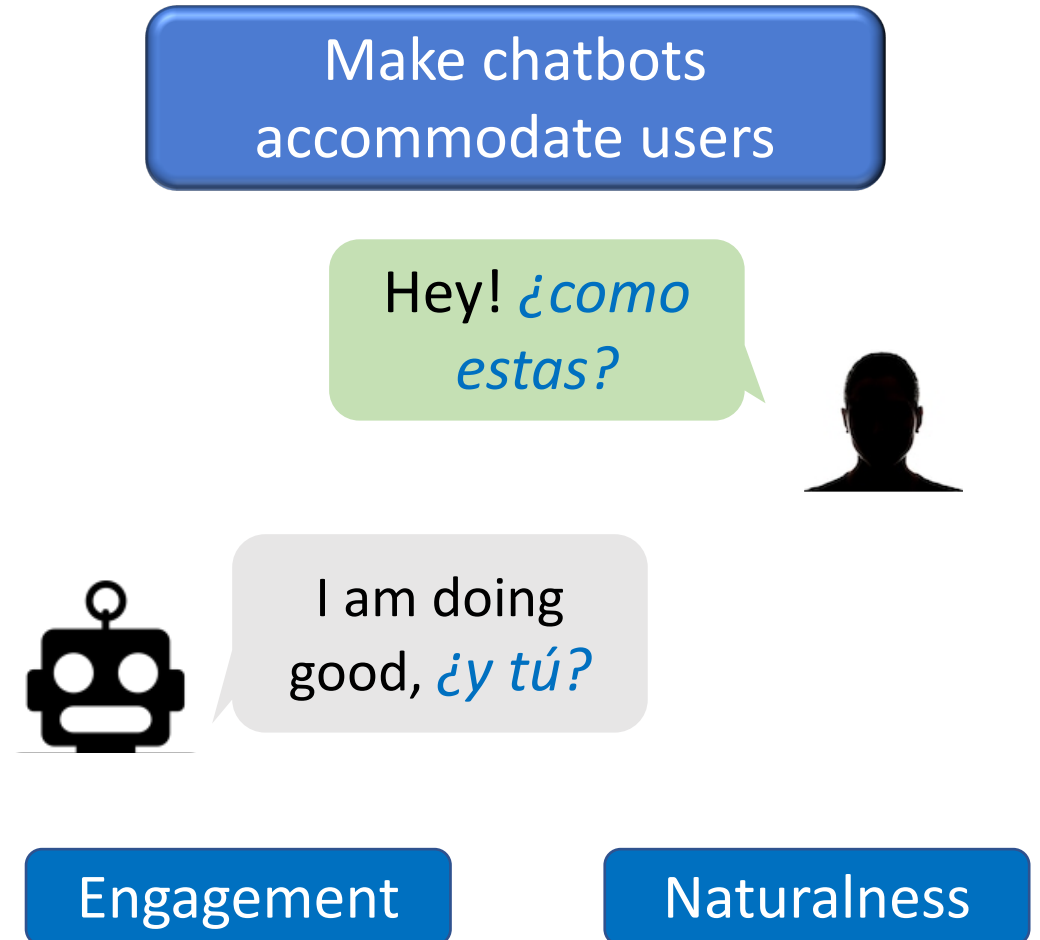 Make chatbots
accommodate users
Hey! ¿como
estas?
I am doing
good, ¿y tú?
Engagement
Naturalness